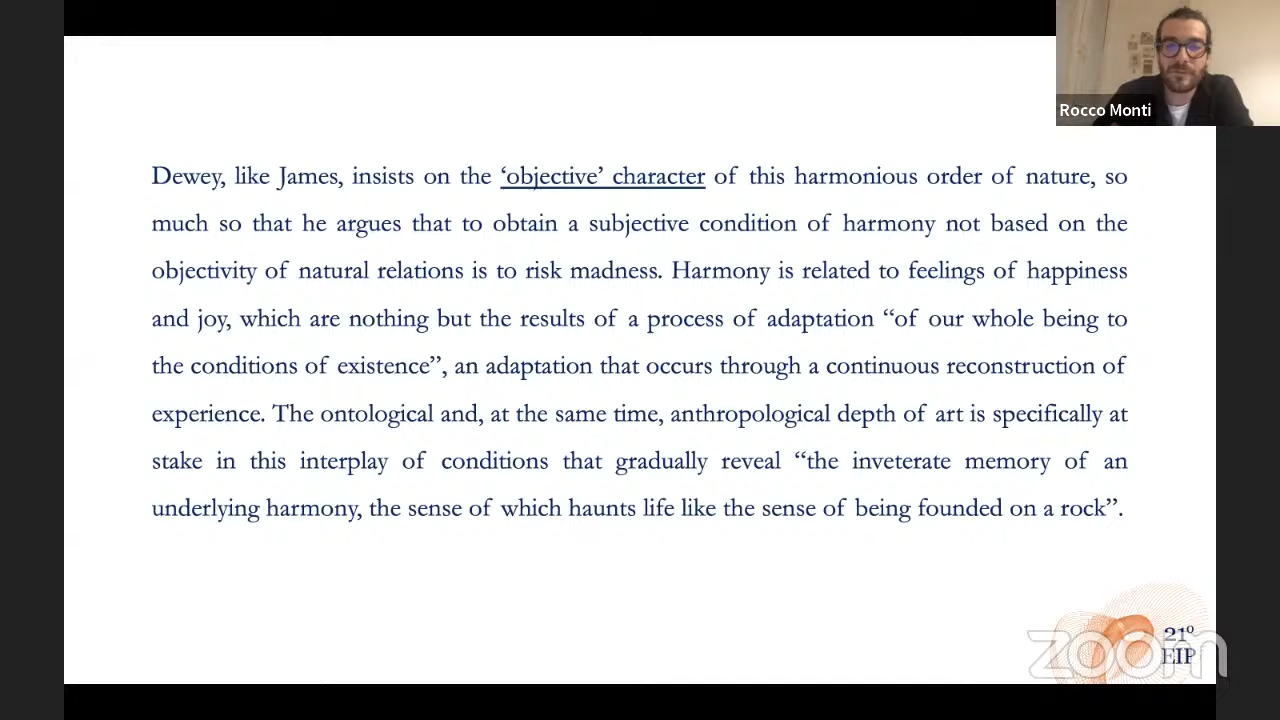 Rocco Monti
Dewey, like James, insists on the ‘objective’ character of this harmonious order of nature, so
much so that he argues that to obtain a subjective condition of harmony not based on the
objectivity of natural relations is to risk madness. Harmony is related to feelings of happiness
and joy, which are nothing but the results of a process of adaptation “of our whole being to
the conditions of existence”, an adaptation that occurs through a continuous reconstruction of
experience. The ontological and, at the same time, anthropological depth of art is specifically at
stake in this interplay of conditions that gradually reveal “the inveterate memory of an
underlying harmony, the sense of which haunts life like the sense of being founded on a rock”.
21º
EIP
zoom